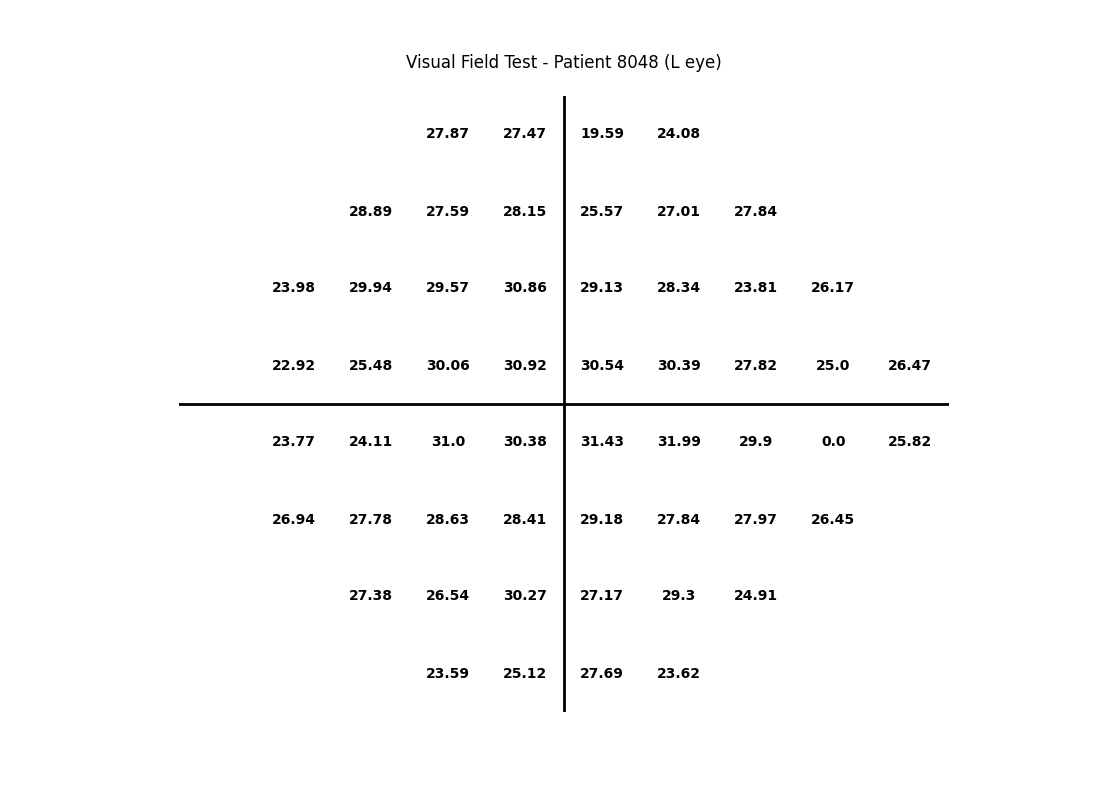 Visual Field Test - Patient 8048 (L eye)
27.87 27.47 19.59 24.08
28.89 27.59 28.15 25.57 27.01 27.84
23.98 29.94 29.57 30.86 29.13 28.34 23.81 26.17
22.92 25.48 30.06 30.92 30.54 30.39 27.82 25.0 26.47
23.77 24.11 31.0 30.38 31.43 31.99 29.9 0.0 25.82
26.94 27.78 28.63 28.41 29.18 27.84 27.97 26.45
27.38 26.54 30.27 27.17 29.3 24.91
23.59 25.12 27.69 23.62